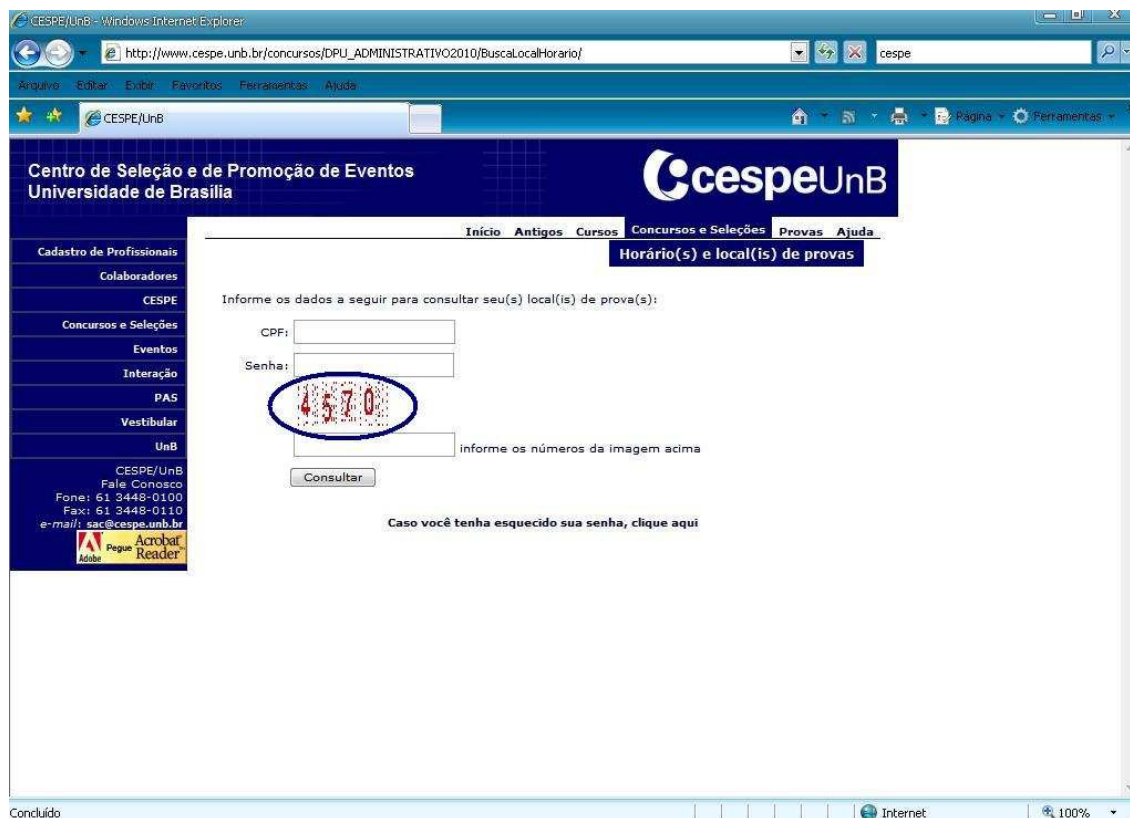 CESPE/UnB - Windows Internet Explorer
http://www.cespe.unb.br/concursos/DPU_ADMINISTRATIVO2010/BuscaLocalHorario/
cespe
Arquivo Editar Exibir Favoritos Ferramentas Ajuda
CESPE/UnB
Página Ferramentas
Centro de Seleção e de Promoção de Eventos
Universidade de Brasília
cespeUnB
Início Antigos Cursos Concursos e Seleções Provas Ajuda
Horário(s) e local(is) de provas
Cadastro de Profissionais
Colaboradores
CESPE
Concursos e Seleções
Eventos
Interação
PAS
Vestibular
UnB
CESPE/UnB
Fale Conosco
Fone: 61 3448-0100
Fax: 61 3448-0110
e-mail: sac@cespe.unb.br
Adobe
Pegue Acrobat
Reader
Informe os dados a seguir para consultar seu(s) local(is) de prova(s):
CPF:
Senha:
4570
informe os números da imagem acima
Consultar
Caso você tenha esquecido sua senha, clique aqui
Concluído
Internet
100%